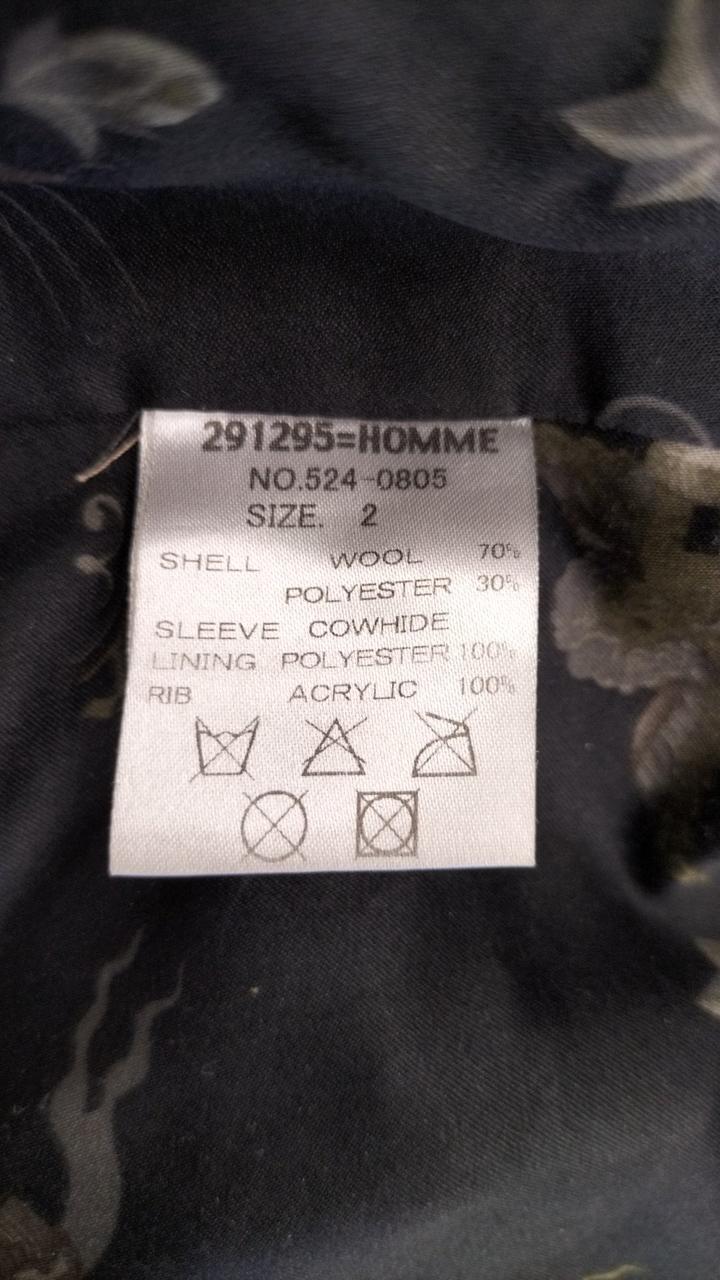 291295=HOMME
NO.524-0805
SIZE. 2
SHELL WOOL 70%
POLYESTER 30%
SLEEVE COWHIDE
LINING POLYESTER 100%
RIB ACRYLIC 100%